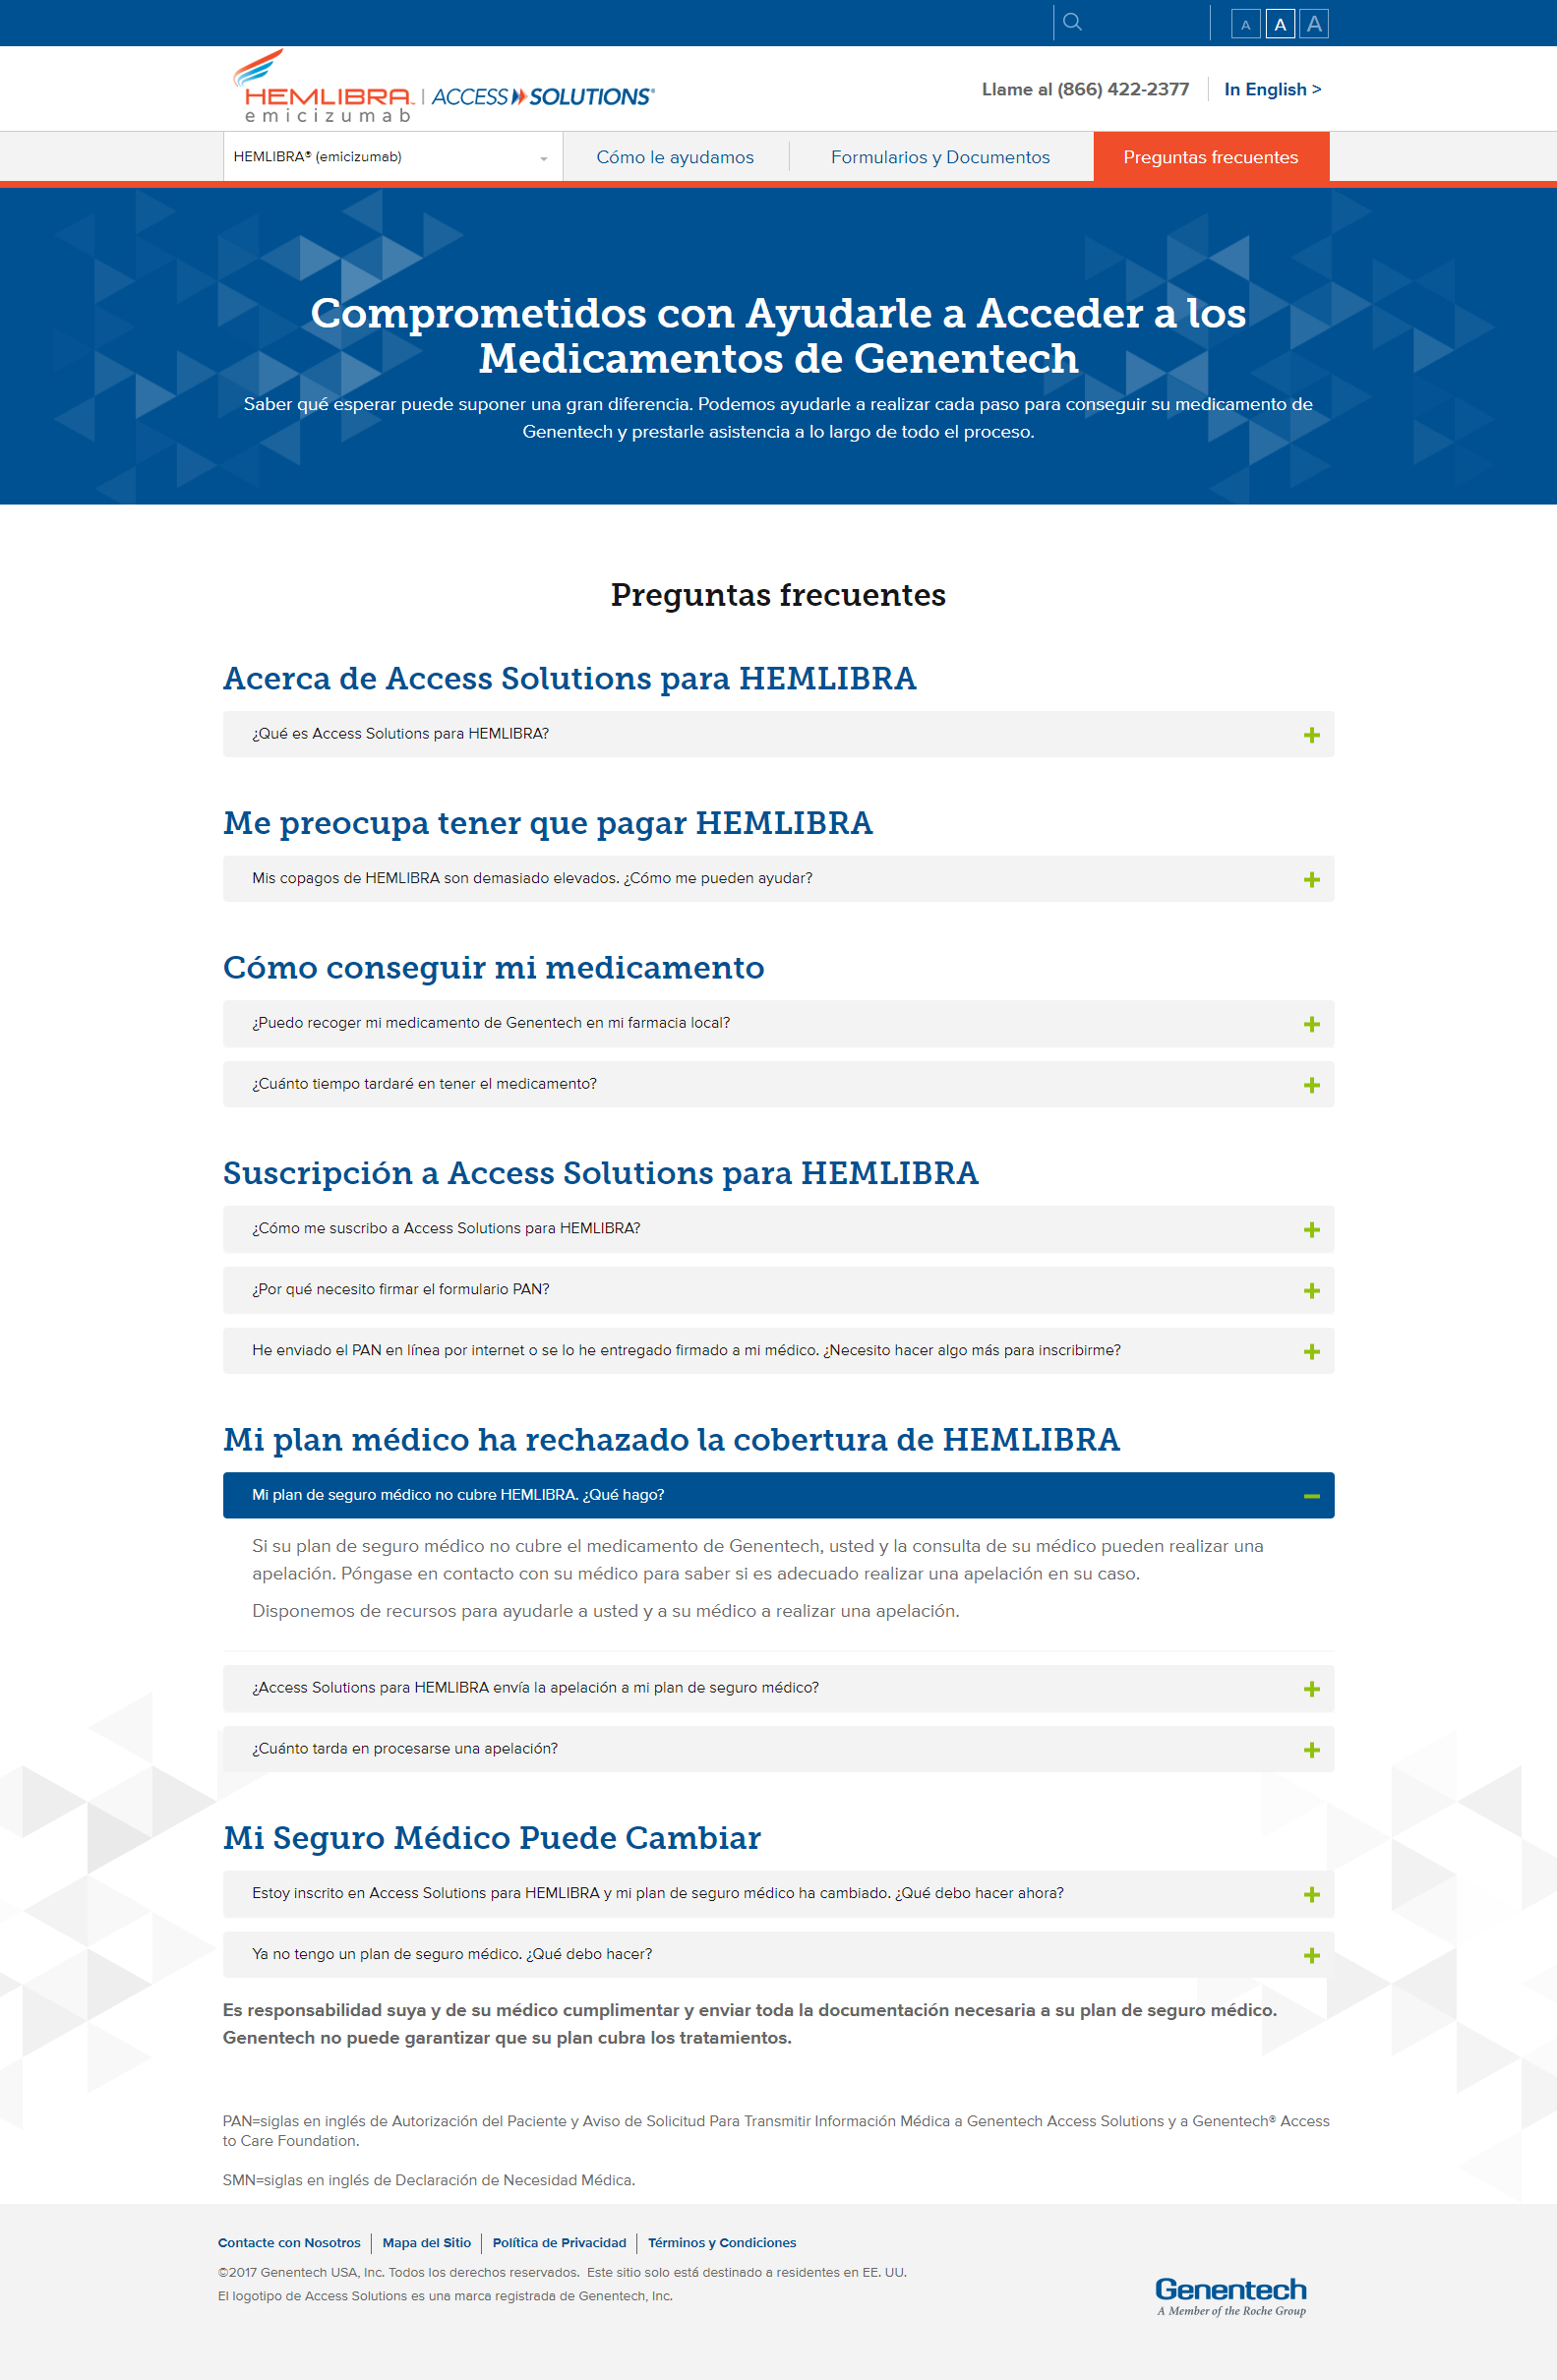 A A A
HEMLIBRA™ | ACCESS SOLUTIONS®
emicizumab
Llame al (866) 422-2377
In English >
HEMLIBRA® (emicizumab)
Cómo le ayudamos
Formularios y Documentos
Preguntas frecuentes
Comprometidos con Ayudarle a Acceder a los
Medicamentos de Genentech
Saber qué esperar puede suponer una gran diferencia. Podemos ayudarle a realizar cada paso para conseguir su medicamento de
Genentech y prestarle asistencia a lo largo de todo el proceso.
Preguntas frecuentes
Acerca de Access Solutions para HEMLIBRA
¿Qué es Access Solutions para HEMLIBRA?
Me preocupa tener que pagar HEMLIBRA
Mis copagos de HEMLIBRA son demasiado elevados. ¿Cómo me pueden ayudar?
Cómo conseguir mi medicamento
¿Puedo recoger mi medicamento de Genentech en mi farmacia local?
¿Cuánto tiempo tardaré en tener el medicamento?
Suscripción a Access Solutions para HEMLIBRA
¿Cómo me suscribo a Access Solutions para HEMLIBRA?
¿Por qué necesito firmar el formulario PAN?
He enviado el PAN en línea por internet o se lo he entregado firmado a mi médico. ¿Necesito hacer algo más para inscribirme?
Mi plan médico ha rechazado la cobertura de HEMLIBRA
Mi plan de seguro médico no cubre HEMLIBRA. ¿Qué hago?
Si su plan de seguro médico no cubre el medicamento de Genentech, usted y la consulta de su médico pueden realizar una
apelación. Póngase en contacto con su médico para saber si es adecuado realizar una apelación en su caso.
Disponemos de recursos para ayudarle a usted y a su médico a realizar una apelación.
¿Access Solutions para HEMLIBRA envía la apelación a mi plan de seguro médico?
¿Cuánto tarda en procesarse una apelación?
Mi Seguro Médico Puede Cambiar
Estoy inscrito en Access Solutions para HEMLIBRA y mi plan de seguro médico ha cambiado. ¿Qué debo hacer ahora?
Ya no tengo un plan de seguro médico. ¿Qué debo hacer?
Es responsabilidad suya y de su médico cumplimentar y enviar toda la documentación necesaria a su plan de seguro médico.
Genentech no puede garantizar que su plan cubra los tratamientos.
PAN=siglas en inglés de Autorización del Paciente y Aviso de Solicitud Para Transmitir Información Médica a Genentech Access Solutions y a Genentech® Access
to Care Foundation.
SMN=siglas en inglés de Declaración de Necesidad Médica.
Contacte con Nosotros | Mapa del Sitio | Política de Privacidad | Términos y Condiciones
©2017 Genentech USA, Inc. Todos los derechos reservados. Este sitio solo está destinado a residentes en EE. UU.
El logotipo de Access Solutions es una marca registrada de Genentech, Inc.
Genentech
A Member of the Roche Group